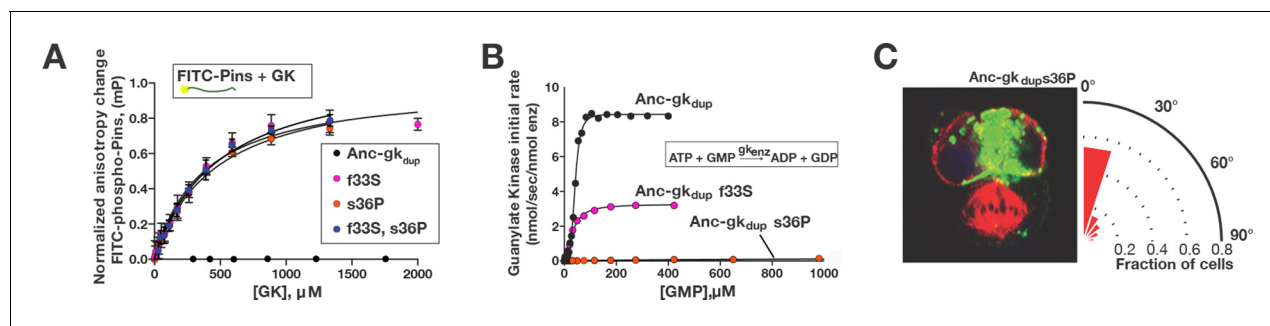 A
Normalized anisotropy change
FITC-phospho-Pins, (mP)
1.0
0.8
0.6
0.4
0.2
0.0
FITC-Pins + GK
Anc-gkdup
f33S
s36P
f33S, s36P
0
500
1000
1500
2000
[GK], µM
B
Guanylate Kinase initial rate
(nmol/sec/nmol enz)
10
8
6
4
2
0
Anc-gkdup
gkenz
ATP + GMP → ADP + GDP
Anc-gkdup f33S
Anc-gkdup s36P
0
200
400
600
800
1000
[GMP],µM
C
Anc-gkdups36P
0°
30°
60°
90°
0.2 0.4 0.6 0.8
Fraction of cells